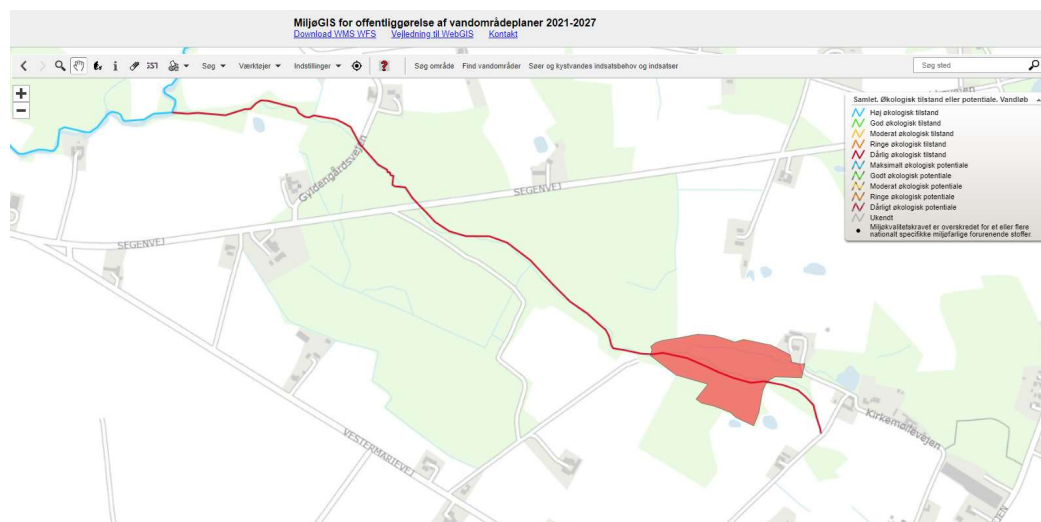 MiljøGIS for offentliggørelse af vandområdeplaner 2021-2027
Download WMS WFS Vejledning til WebGIS Kontakt
Søg Værktøjer Indstillinger Søg område Find vandområder Søer og kystvandes indsatsbehov og indsatser Søg sted
Samlet. Økologisk tilstand eller potentiale. Vandløb
Høj økologisk tilstand
God økologisk tilstand
Moderat økologisk tilstand
Ringe økologisk tilstand
Dårlig økologisk tilstand
Maksimalt økologisk potentiale
Godt økologisk potentiale
Moderat økologisk potentiale
Ringe økologisk potentiale
Dårligt økologisk potentiale
Ukendt
Miljøkvalitetskravet er overskredet for et eller flere
nationalt specifikke miljøfarlige forurenende stoffer.
Gyldengårdsvejen
SEGENVEJ
SEGENVEJ
VESTERMARIEVEJ
Kirkemøllevejen